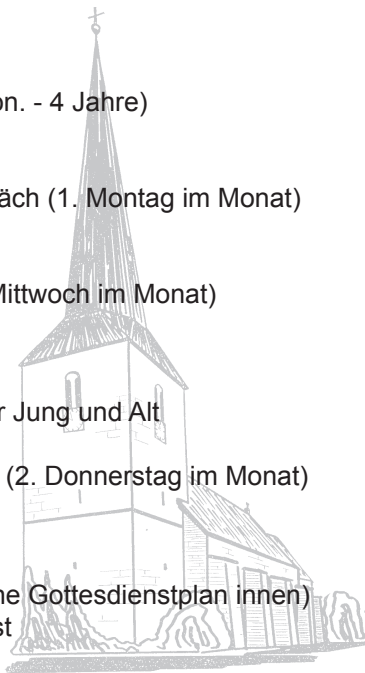 on. - 4 Jahre)
äch (1. Montag im Monat)
Mittwoch im Monat)
r Jung und Alt
(2. Donnerstag im Monat)
ne Gottesdienstplan innen)
st